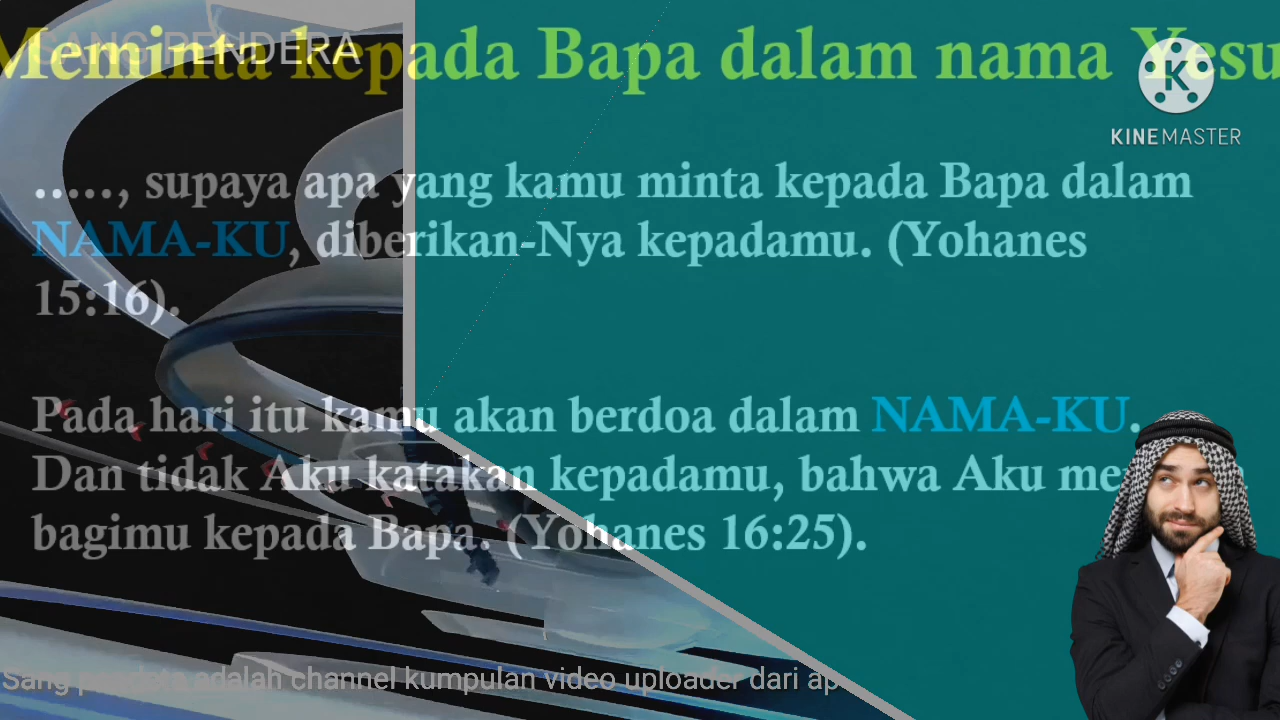 Meminta kepada Bapa dalam nama Yesu
SANG PENDERA
KINEMASTER
....., supaya apa yang kamu minta kepada Bapa dalam
NAMA-KU, diberikan-Nya kepadamu. (Yohanes
15:16).
Pada hari itu kamu akan berdoa dalam NAMA-KU.
Dan tidak Aku katakan kepadamu, bahwa Aku me
bagimu kepada Bapa. (Yohanes 16:25).
Sang adalah channel kumpulan video uploader dari ap